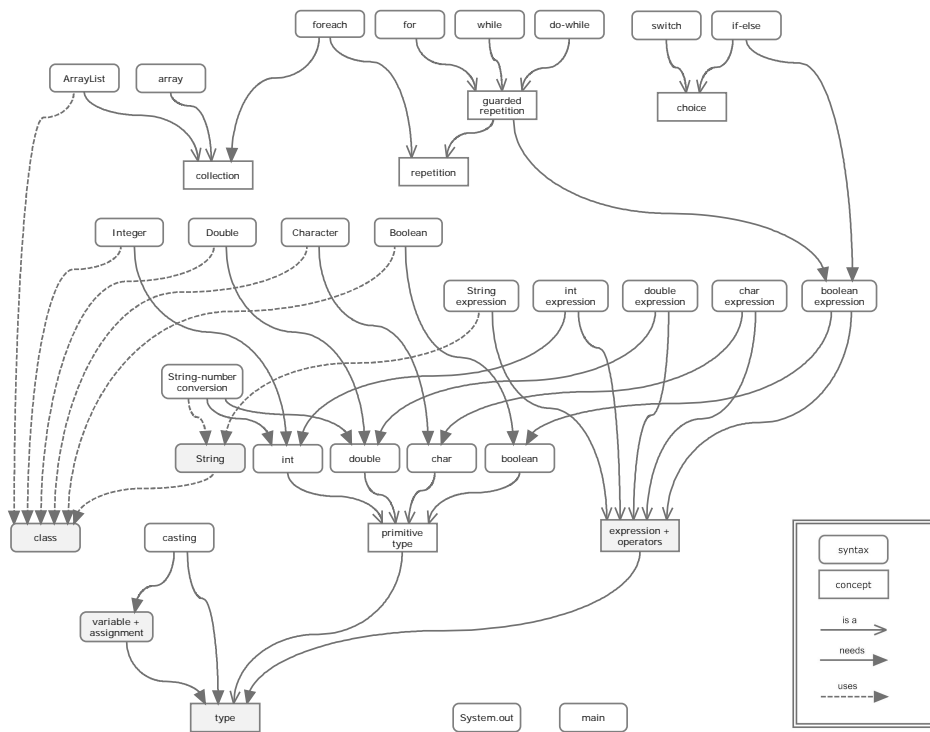 foreach
for
while
do-while
switch
if-else
ArrayList
array
guarded
repetition
choice
collection
repetition
Integer
Double
Character
Boolean
String
expression
int
expression
double
expression
char
expression
boolean
expression
String-number
conversion
String
int
double
char
boolean
class
casting
primitive
type
expression +
operators
variable +
assignment
type
System.out
main
syntax
concept
is a
needs
uses